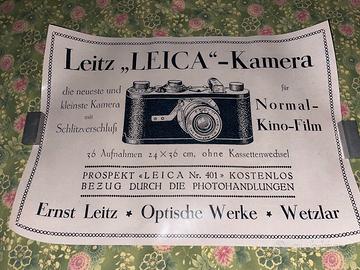 Leitz „LEICA"-Kamera
die neueste und
kleinste Kamera
mit
Schlitzverschluß
für
Normal-
Kino-Film
36 Aufnahmen 24×36 cm, ohne Kassettenwechsel
PROSPEKT «LEICA Nr. 401» KOSTENLOS
BEZUG DURCH DIE PHOTOHANDLUNGEN
Ernst Leitz * Optische Werke * Wetzlar